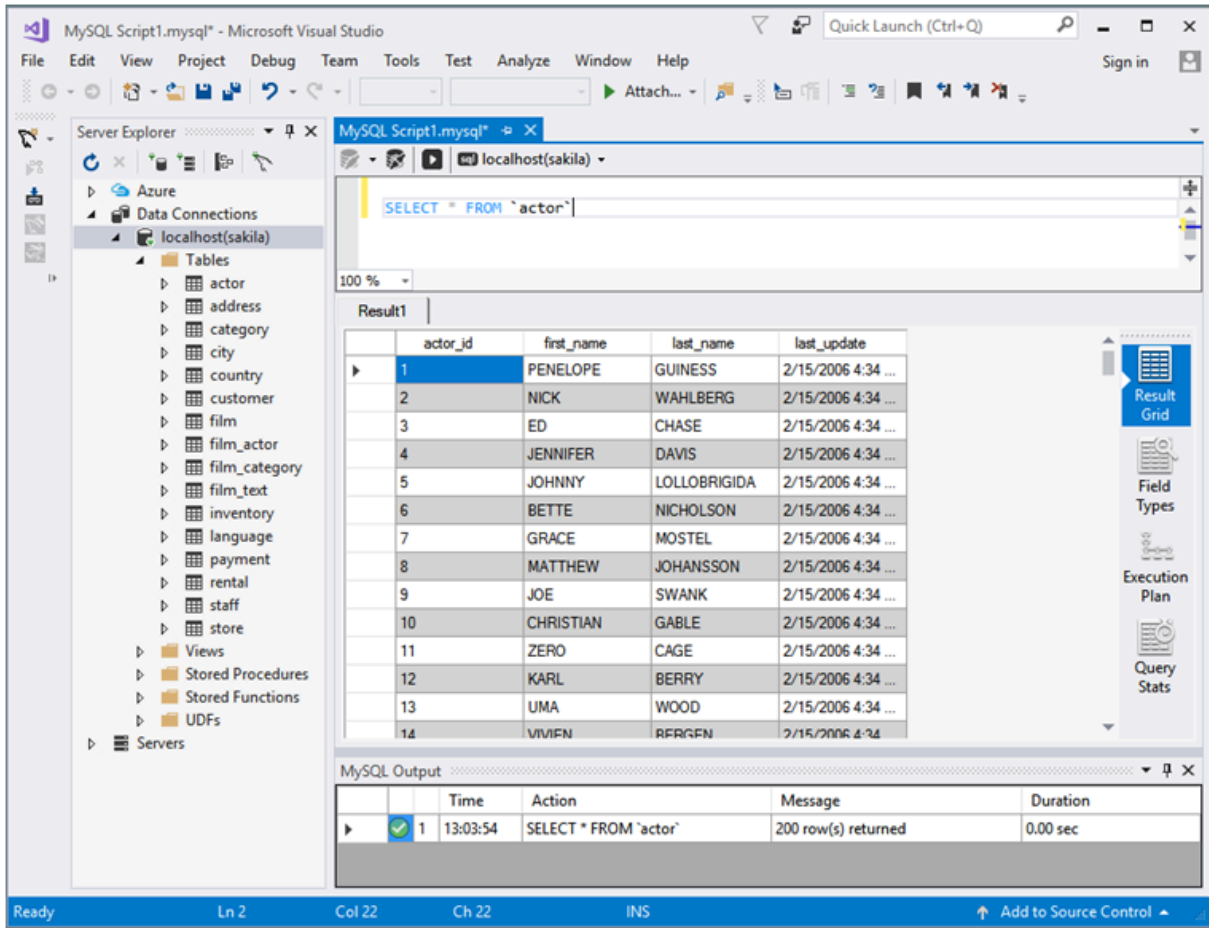 MySQL Script1.mysql* - Microsoft Visual Studio
Quick Launch (Ctrl+Q)
File Edit View Project Debug Team Tools Test Analyze Window Help Sign in
Attach...
Server Explorer
MySQL Script1.mysql*
localhost(sakila)
Azure
Data Connections
localhost(sakila)
Tables
actor
address
category
city
country
customer
film
film_actor
film_category
film_text
inventory
language
payment
rental
staff
store
Views
Stored Procedures
Stored Functions
UDFs
Servers
SELECT * FROM `actor`
100 %
Result1
actor_id first_name last_name last_update
1 PENELOPE GUINESS 2/15/2006 4:34 ...
2 NICK WAHLBERG 2/15/2006 4:34 ...
3 ED CHASE 2/15/2006 4:34 ...
4 JENNIFER DAVIS 2/15/2006 4:34 ...
5 JOHNNY LOLLOBRIGIDA 2/15/2006 4:34 ...
6 BETTE NICHOLSON 2/15/2006 4:34 ...
7 GRACE MOSTEL 2/15/2006 4:34 ...
8 MATTHEW JOHANSSON 2/15/2006 4:34 ...
9 JOE SWANK 2/15/2006 4:34 ...
10 CHRISTIAN GABLE 2/15/2006 4:34 ...
11 ZERO CAGE 2/15/2006 4:34 ...
12 KARL BERRY 2/15/2006 4:34 ...
13 UMA WOOD 2/15/2006 4:34 ...
14 VIVIEN BERGEN 2/15/2006 4:34
Result
Grid
Field
Types
Execution
Plan
Query
Stats
MySQL Output
Time Action Message Duration
1 13:03:54 SELECT * FROM `actor` 200 row(s) returned 0.00 sec
Ready Ln 2 Col 22 Ch 22 INS Add to Source Control